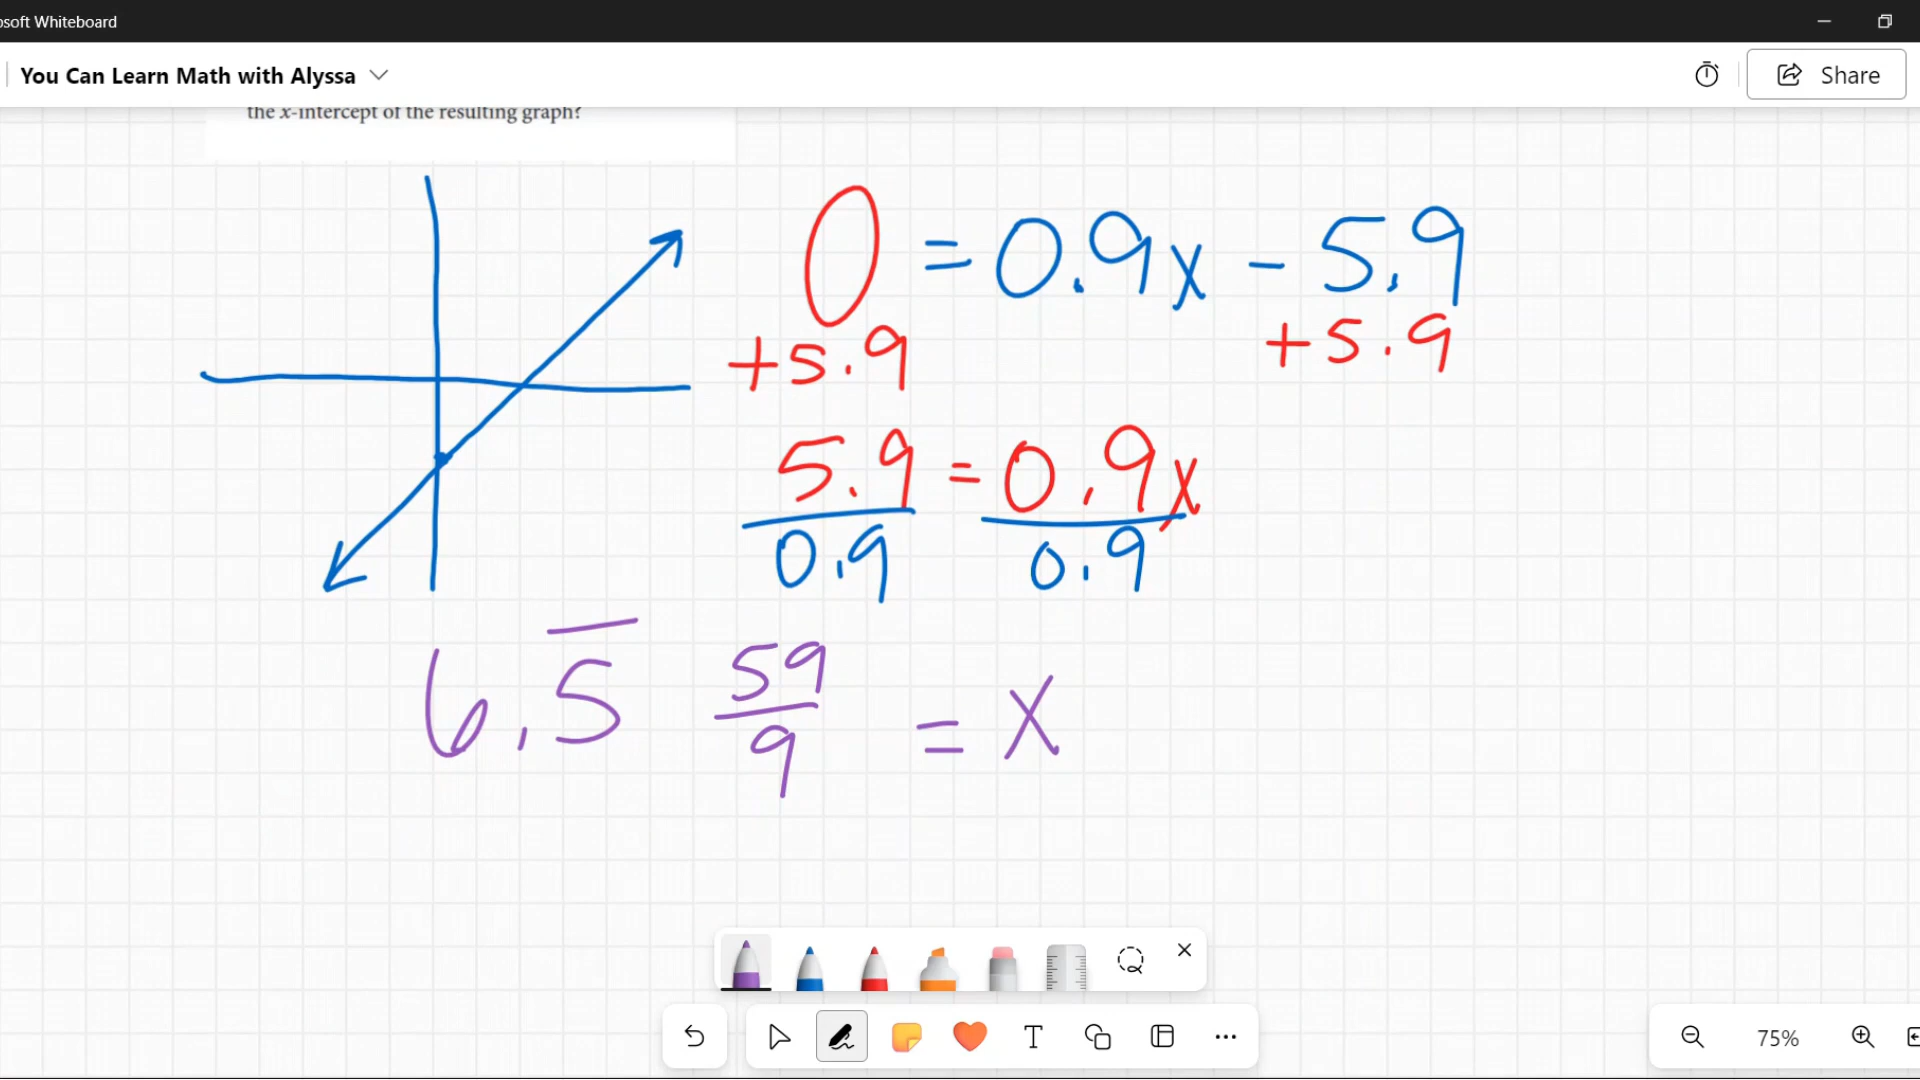 osoft Whiteboard
You Can Learn Math with Alyssa
Share
the x-intercept of the resulting graph?
0 = 0.9x - 5.9
+5.9 +5.9
5.9 = 0.9x
0.9 0.9
6.5̅ 59/9 = x
T
75%